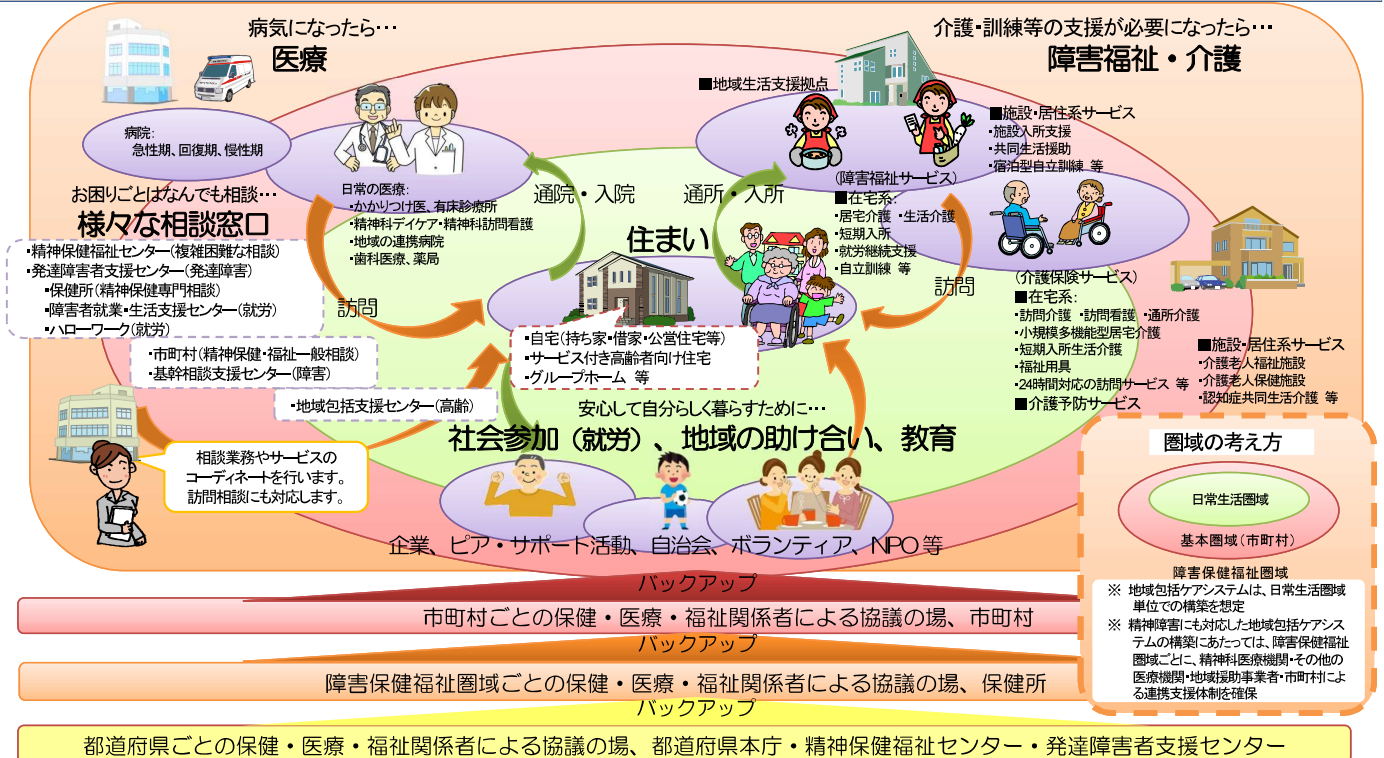 病気になったら…
医療
介護・訓練等の支援が必要になったら…
障害福祉・介護
病院:
急性期、回復期、慢性期
日常の医療:
・かかりつけ医、有床診療所
・精神科デイケア・精神科訪問看護
・地域の連携病院
・歯科医療、薬局
お困りごとはなんでも相談…
様々な相談窓口
・精神保健福祉センター(複雑困難な相談)
・発達障害者支援センター(発達障害)
・保健所(精神保健専門相談)
・障害者就業・生活支援センター(就労)
・ハローワーク(就労)
・市町村(精神保健・福祉一般相談)
・基幹相談支援センター(障害)
・地域包括支援センター(高齢)
相談業務やサービスの
コーディネートを行います。
訪問相談にも対応します。
訪問
通院・入院
通所・入所
訪問
住まい
・自宅(持ち家・借家・公営住宅等)
・サービス付き高齢者向け住宅
・グループホーム 等
■地域生活支援拠点
(障害福祉サービス)
■在宅系:
・居宅介護 ・生活介護
・短期入所
・就労継続支援
・自立訓練 等
■施設・居住系サービス
・施設入所支援
・共同生活援助
・宿泊型自立訓練 等
(介護保険サービス)
■在宅系:
・訪問介護 ・訪問看護 ・通所介護
・小規模多機能型居宅介護
・短期入所生活介護
・福祉用具
・24時間対応の訪問サービス 等
■介護予防サービス
■施設・居住系サービス
・介護老人福祉施設
・介護老人保健施設
・認知症共同生活介護 等
安心して自分らしく暮らすために…
社会参加(就労)、地域の助け合い、教育
企業、ピア・サポート活動、自治会、ボランティア、NPO 等
圏域の考え方
日常生活圏域
基本圏域(市町村)
障害保健福祉圏域
※ 地域包括ケアシステムは、日常生活圏域
単位での構築を想定
※ 精神障害にも対応した地域包括ケアシス
テムの構築にあたっては、障害保健福祉
圏域ごとに、精神科医療機関・その他の
医療機関・地域援助事業者・市町村によ
る連携支援体制を確保
バックアップ
市町村ごとの保健・医療・福祉関係者による協議の場、市町村
バックアップ
障害保健福祉圏域ごとの保健・医療・福祉関係者による協議の場、保健所
バックアップ
都道府県ごとの保健・医療・福祉関係者による協議の場、都道府県本庁・精神保健福祉センター・発達障害者支援センター